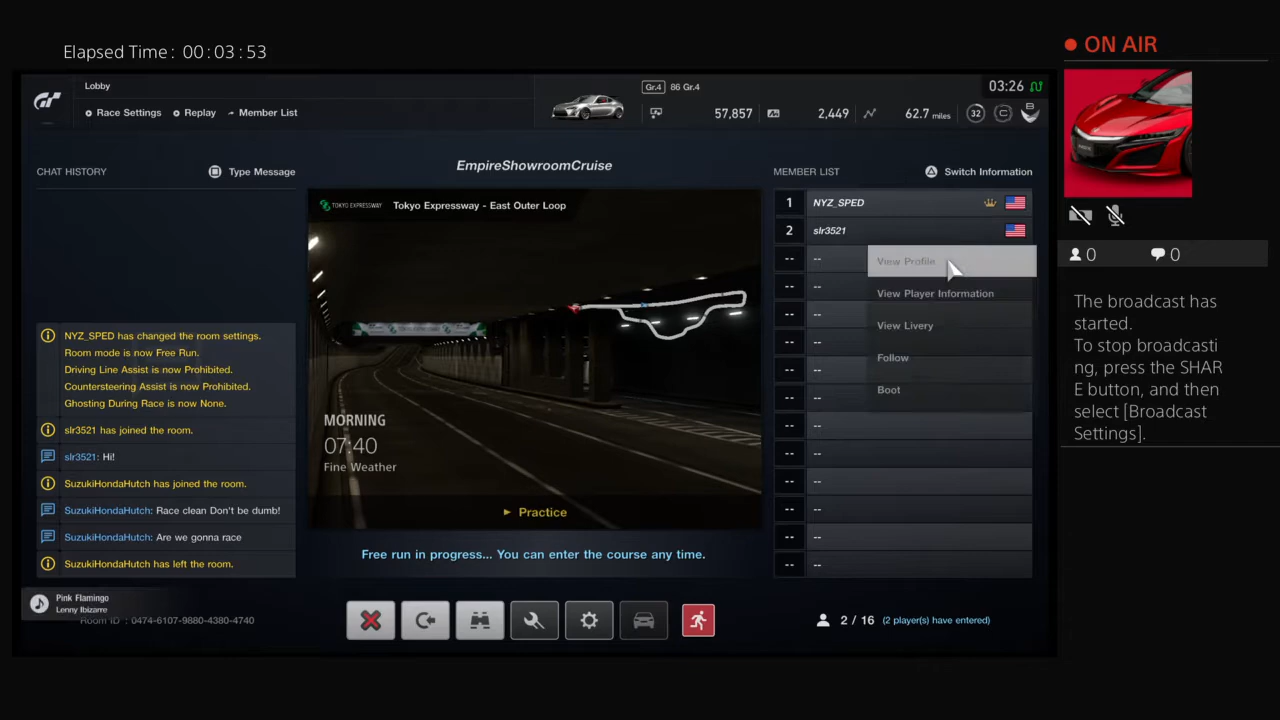 Elapsed Time: 00:03:53
ON AIR
Lobby
Race Settings
Replay
Member List
Gr.4
86 Gr.4
57,857
2,449
62.7 miles
32
C
B
03:26
CHAT HISTORY
Type Message
EmpireShowroomCruise
MEMBER LIST
Switch Information
TOKYO EXPRESSWAY
Tokyo Expressway - East Outer Loop
1 NYZ_SPED
2 slr3521
-- --
-- --
-- --
-- --
-- --
-- --
-- --
-- --
-- --
-- --
-- --
-- --
View Profile
View Player Information
View Livery
Follow
Boot
NYZ_SPED has changed the room settings.
Room mode is now Free Run.
Driving Line Assist is now Prohibited.
Countersteering Assist is now Prohibited.
Ghosting During Race is now None.
slr3521 has joined the room.
slr3521: Hi!
SuzukiHondaHutch has joined the room.
SuzukiHondaHutch: Race clean Don't be dumb!
SuzukiHondaHutch: Are we gonna race
SuzukiHondaHutch has left the room.
MORNING
07:40
Fine Weather
Practice
Free run in progress... You can enter the course any time.
Pink Flamingo
Lenny Ibizarre
Room ID : 0474-6107-9880-4380-4740
2 / 16 (2 player(s) have entered)
0
0
The broadcast has
started.
To stop broadcasti
ng, press the SHAR
E button, and then
select [Broadcast
Settings].